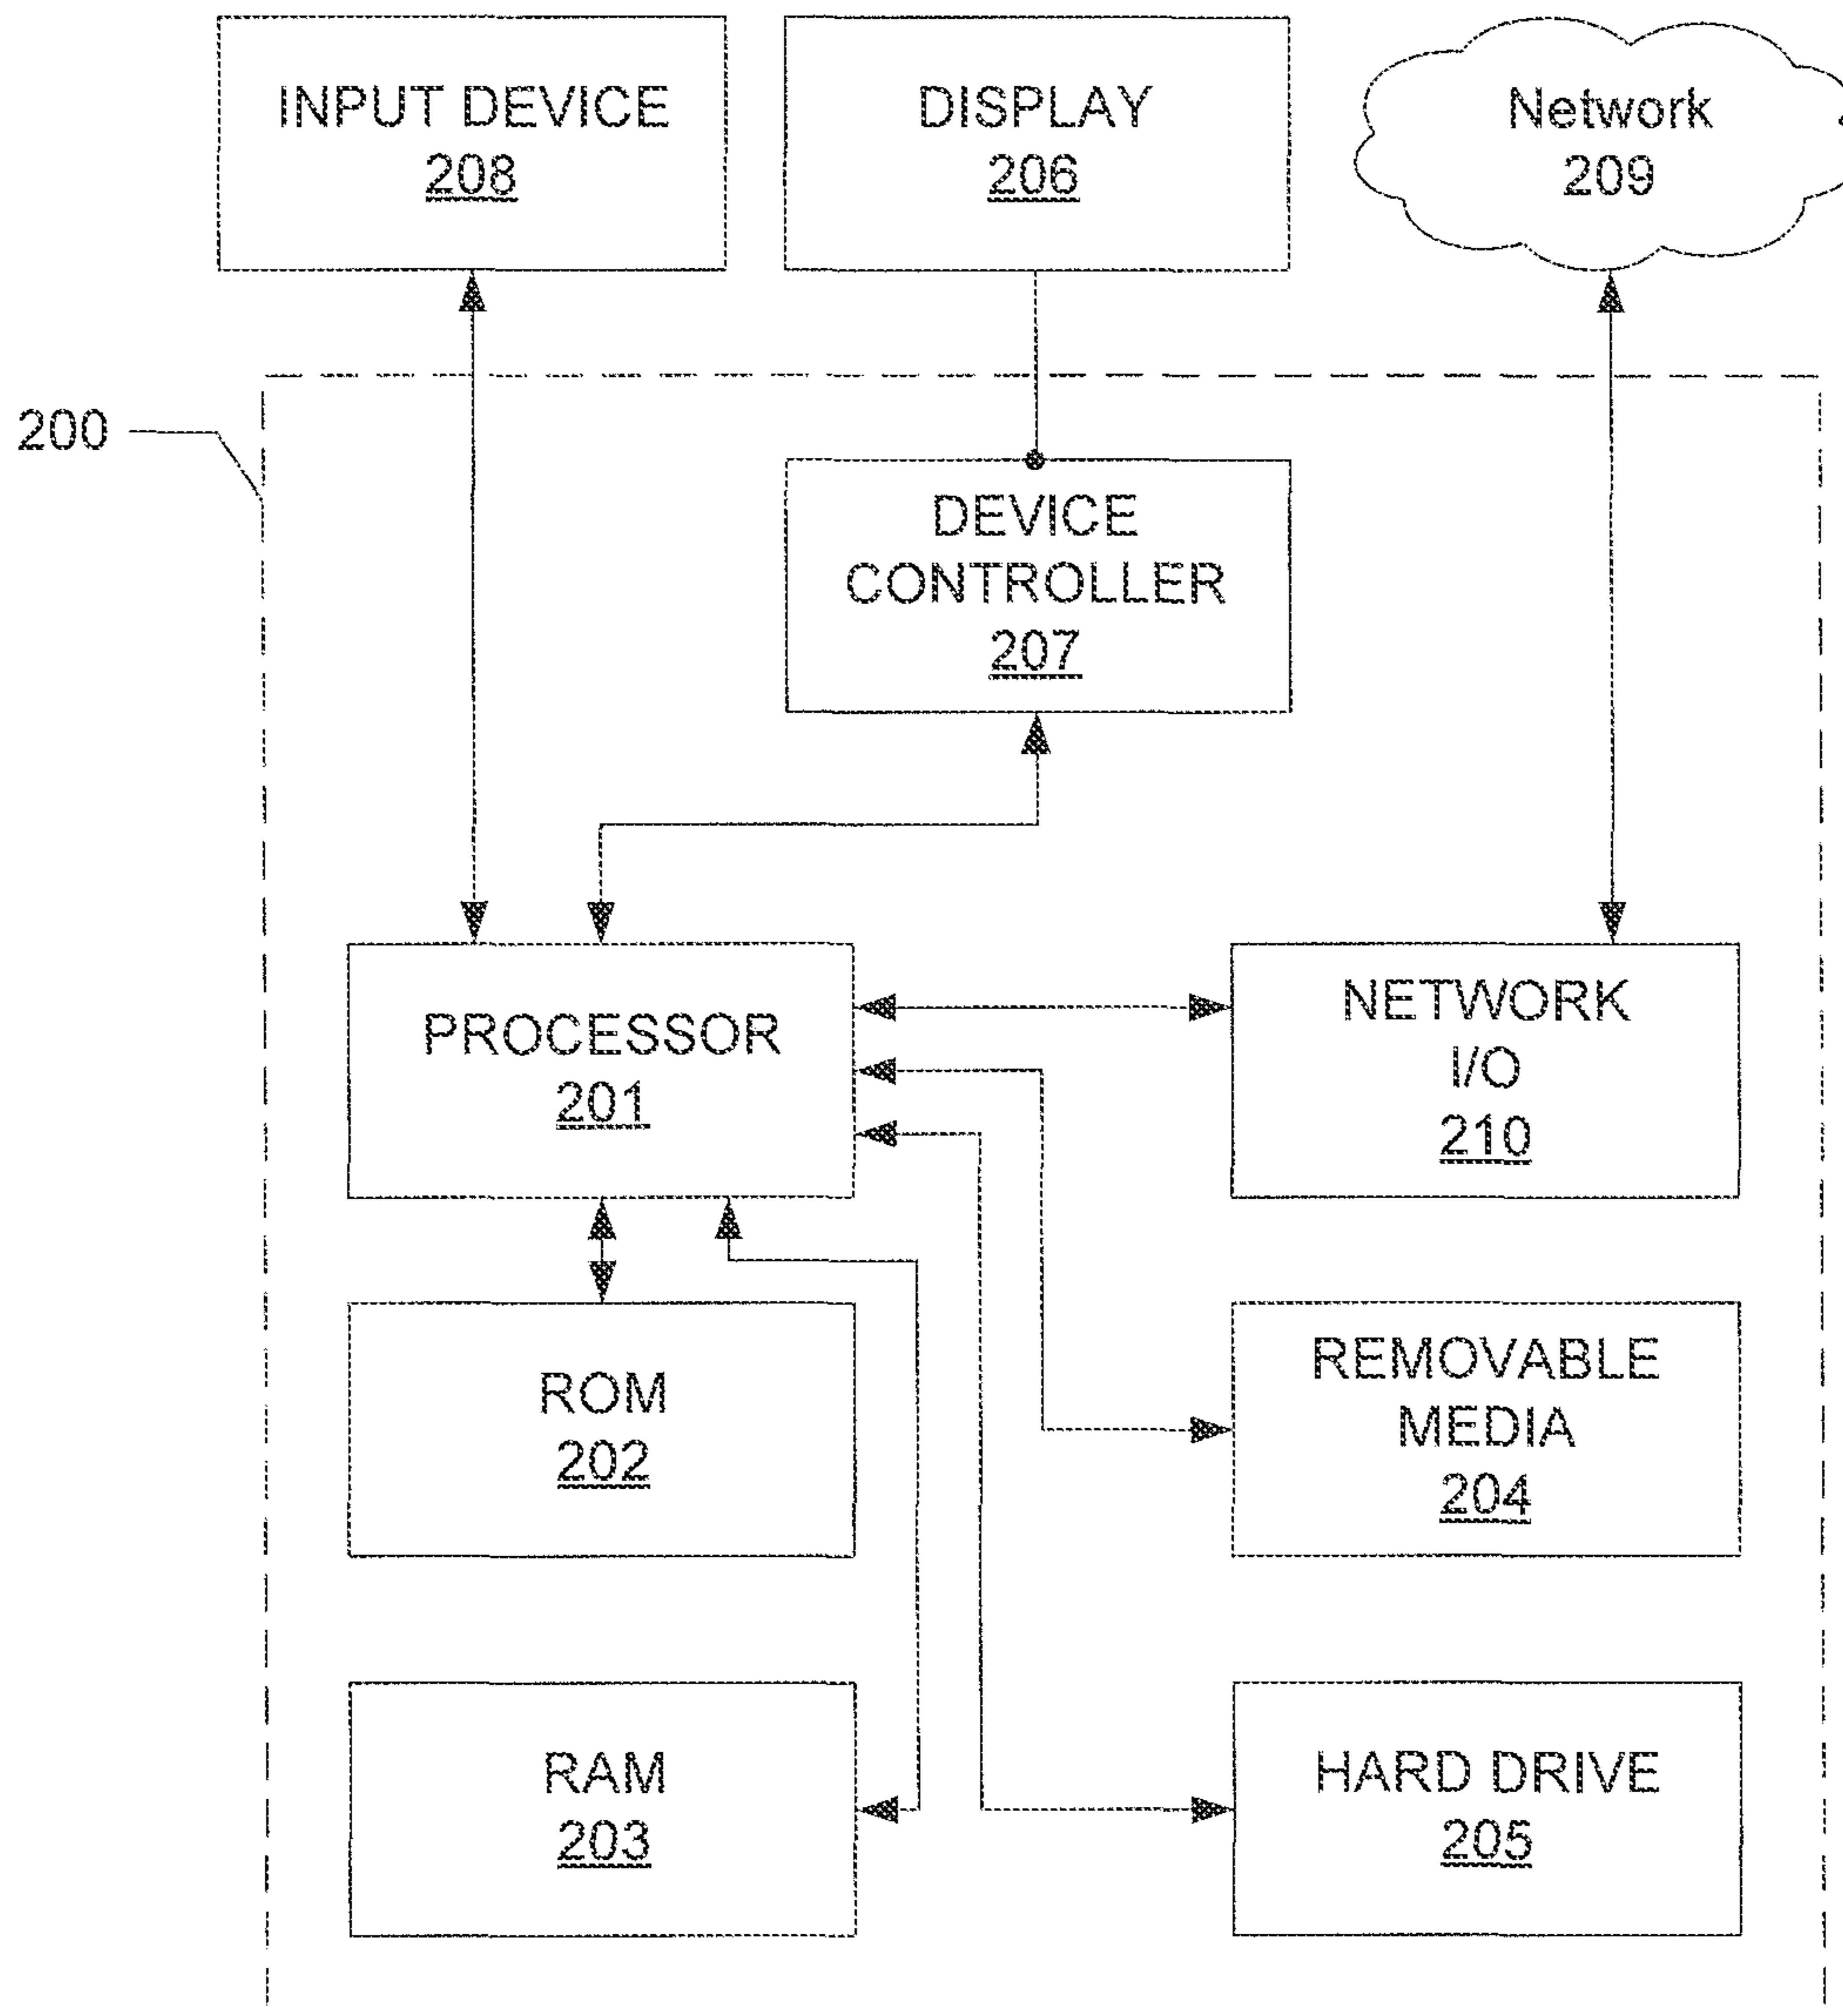 INPUT DEVICE
208
DISPLAY
206
Network
209
200
DEVICE
CONTROLLER
207
PROCESSOR
201
NETWORK
I/O
210
ROM
202
REMOVABLE
MEDIA
204
RAM
203
HARD DRIVE
205